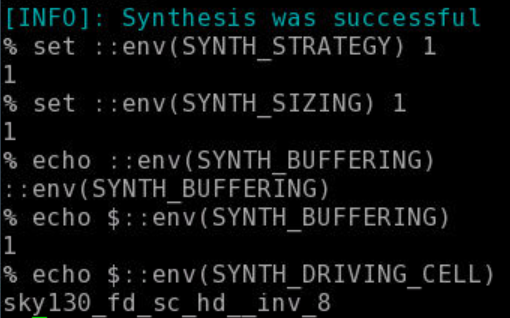 [INFO]: Synthesis was successful
% set ::env(SYNTH_STRATEGY) 1
1
% set ::env(SYNTH_SIZING) 1
1
% echo ::env(SYNTH_BUFFERING)
::env(SYNTH_BUFFERING)
% echo $::env(SYNTH_BUFFERING)
1
% echo $::env(SYNTH_DRIVING_CELL)
sky130_fd_sc_hd__inv_8